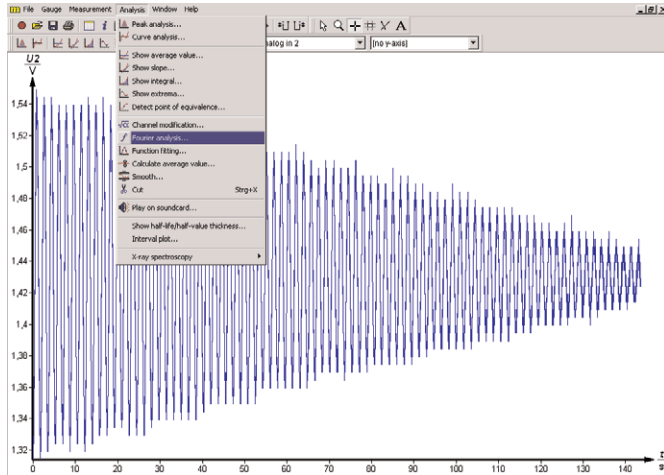 File Gauge Measurement Analysis Window Help
Peak analysis...
Curve analysis...
Show average value...
Show slope...
Show integral...
Show extrema...
Detect point of equivalence...
Channel modification...
Fourier analysis...
Function fitting...
Calculate average value...
Smooth...
Cut Strg+X
Play on soundcard...
Show half-life/half-value thickness...
Interval plot...
X-ray spectroscopy
nalog in 2
[no y-axis]
A
U2
V
1,54
1,52
1,5
1,48
1,46
1,44
1,42
1,4
1,38
1,36
1,34
1,32
0 10 20 30 40 50 60 70 80 90 100 110 120 130 140
t
s